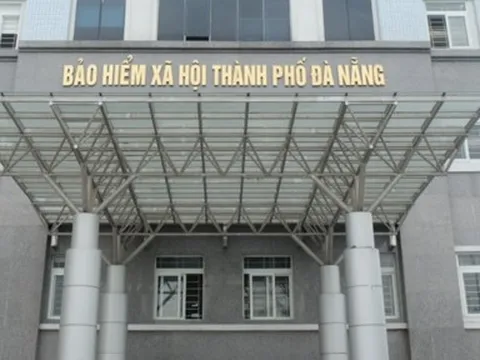 BẢO HIỂM XÃ HỘI THÀNH PHỐ ĐÀ NẴNG